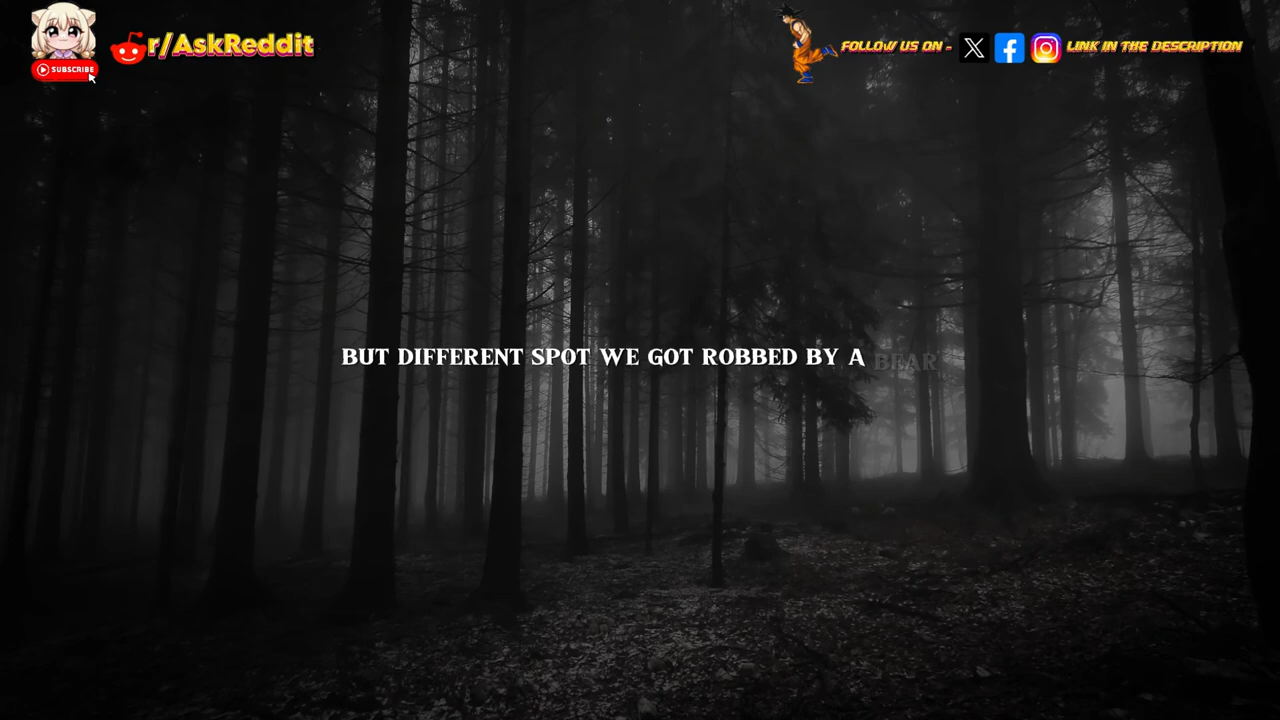 r/AskReddit
SUBSCRIBE
FOLLOW US ON -
LINK IN THE DESCRIPTION
BUT DIFFERENT SPOT WE GOT ROBBED BY A BEAR